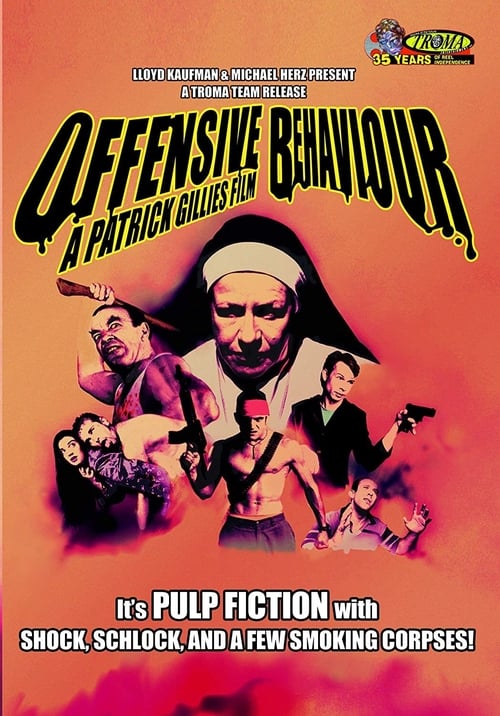 TROMA
35 YEARS OF REEL INDEPENDENCE
LLOYD KAUFMAN & MICHAEL HERZ PRESENT
A TROMA TEAM RELEASE
OFFENSIVE BEHAVIOUR
A PATRICK GILLIES FILM
It's PULP FICTION with
SHOCK, SCHLOCK, AND A FEW SMOKING CORPSES!